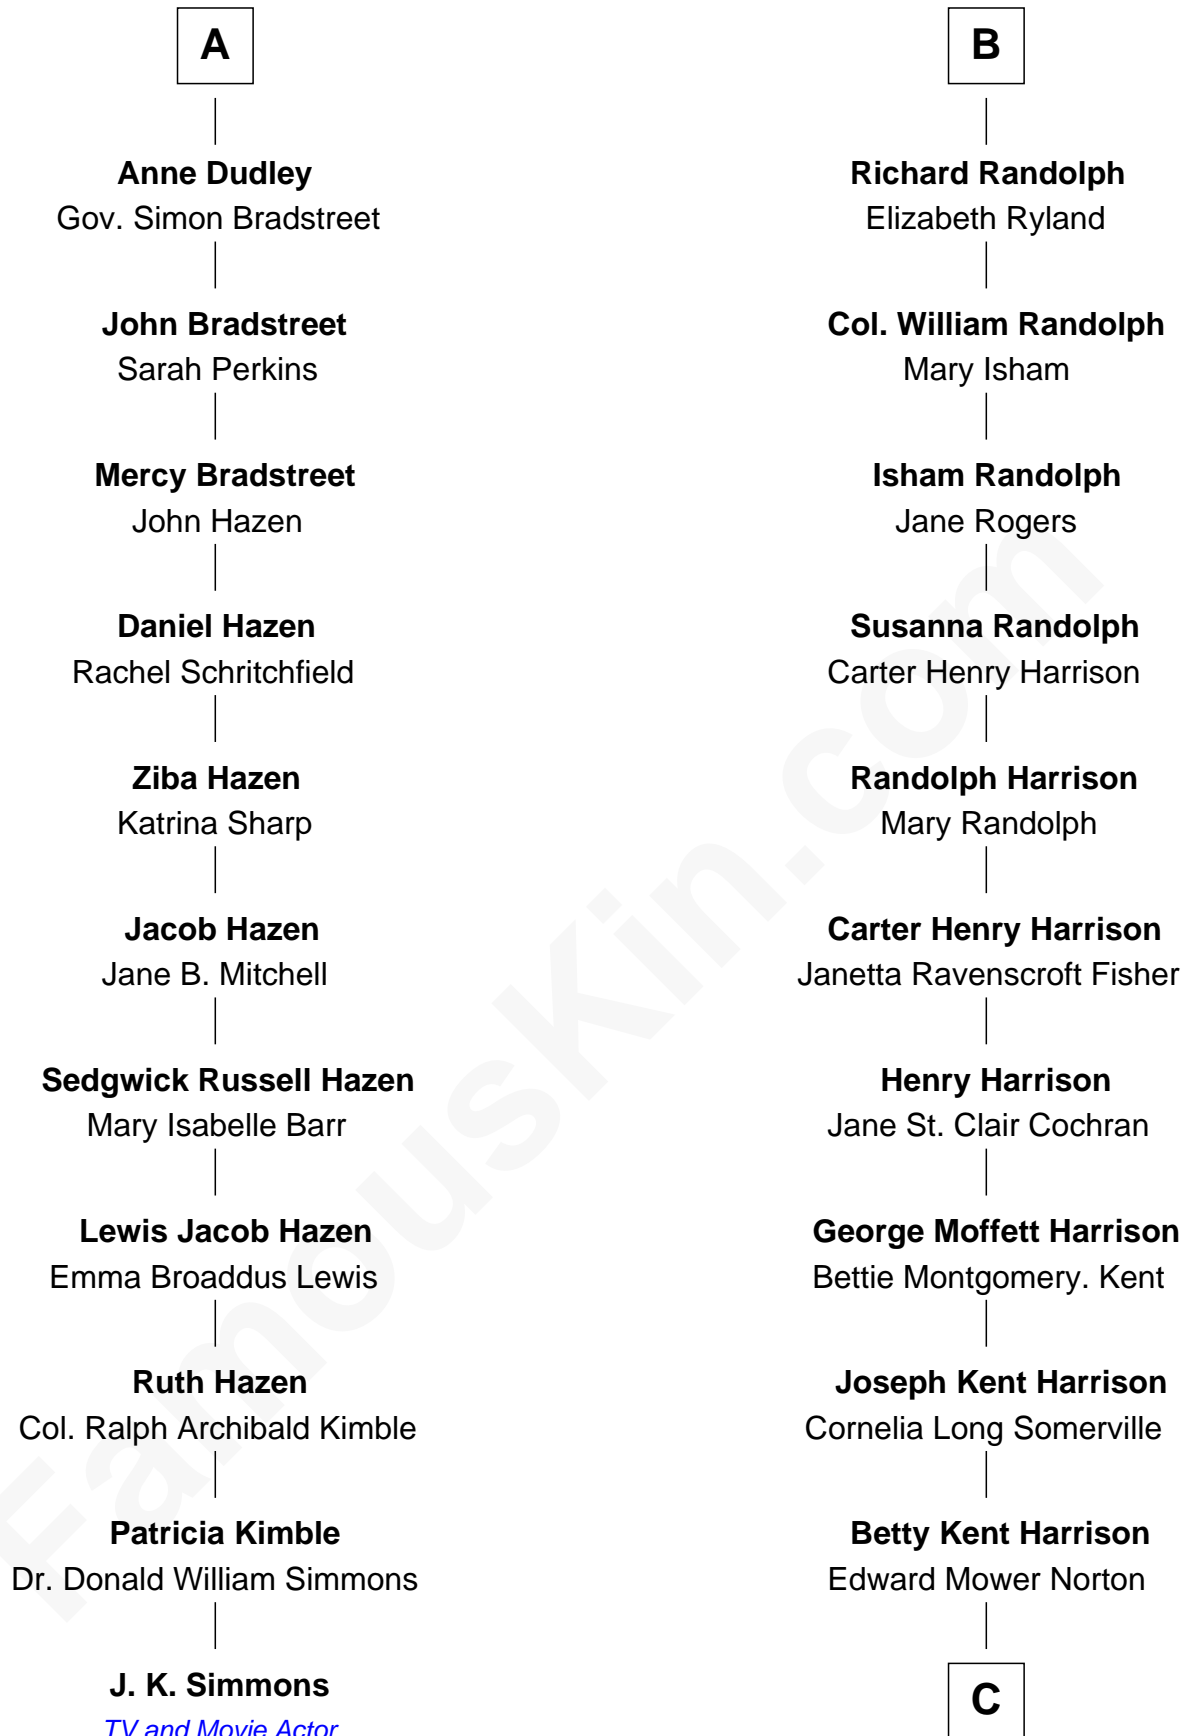 A
Anne Dudley
Gov. Simon Bradstreet
John Bradstreet
Sarah Perkins
Mercy Bradstreet
John Hazen
Daniel Hazen
Rachel Schritchfield
Ziba Hazen
Katrina Sharp
Jacob Hazen
Jane B. Mitchell
Sedgwick Russell Hazen
Mary Isabelle Barr
Lewis Jacob Hazen
Emma Broaddus Lewis
Ruth Hazen
Col. Ralph Archibald Kimble
Patricia Kimble
Dr. Donald William Simmons
J. K. Simmons
TV and Movie Actor
B
Richard Randolph
Elizabeth Ryland
Col. William Randolph
Mary Isham
Isham Randolph
Jane Rogers
Susanna Randolph
Carter Henry Harrison
Randolph Harrison
Mary Randolph
Carter Henry Harrison
Janetta Ravenscroft Fisher
Henry Harrison
Jane St. Clair Cochran
George Moffett Harrison
Bettie Montgomery. Kent
Joseph Kent Harrison
Cornelia Long Somerville
Betty Kent Harrison
Edward Mower Norton
C
FamousKin.com